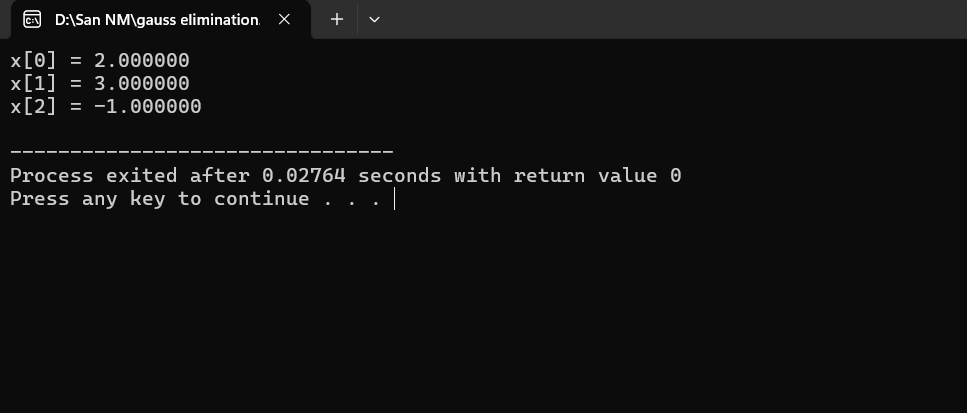 D:\San NM\gauss elimination.
x[0] = 2.000000
x[1] = 3.000000
x[2] = -1.000000
--------------------------------
Process exited after 0.02764 seconds with return value 0
Press any key to continue . . .